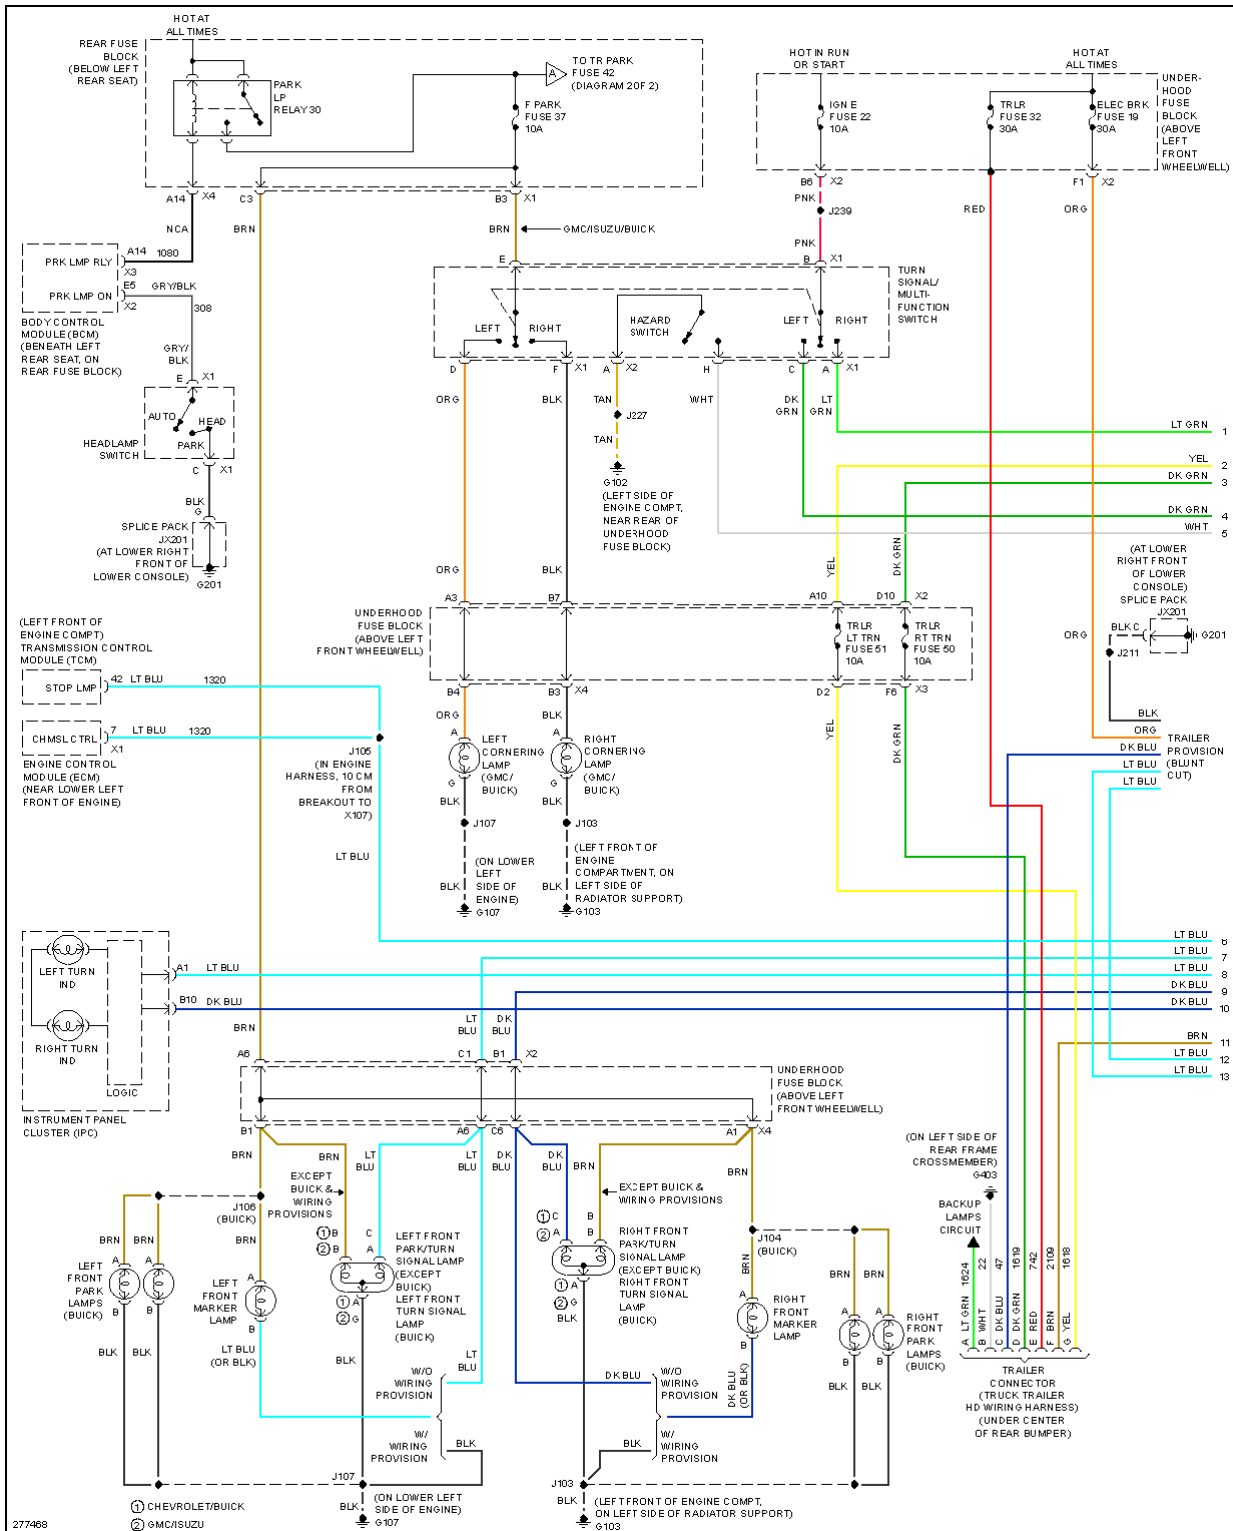 HOT AT
ALL TIMES
REAR FUSE
BLOCK
(BELOW LEFT
REAR SEAT)
PARK
LP
RELAY 30
TO TR PARK
FUSE 42
(DIAGRAM 2 OF 2)
A
F PARK
FUSE 37
10A
HOT IN RUN
OR START
HOT AT
ALL TIMES
IGN E
FUSE 22
10A
TRLR
FUSE 32
30A
ELEC BRK
FUSE 19
30A
UNDER-
HOOD
FUSE
BLOCK
(ABOVE
LEFT
FRONT
WHEELWELL)
A14 X4 C3 B3 X1
B6 X2 F1 X2
NCA BRN BRN
GMC/ISUZU/BUICK
PNK
J239
PNK
RED ORG
PRK LMP RLY
A14 1080
X3
PRK LMP ON
E5 GRY/BLK
X2
308
BODY CONTROL
MODULE (BCM)
(BENEATH LEFT
REAR SEAT, ON
REAR FUSE BLOCK)
GRY/
BLK
E X1
AUTO
HEAD
PARK
HEADLAMP
SWITCH
C X1
BLK
G
SPLICE PACK
JX201
(AT LOWER RIGHT
FRONT OF
LOWER CONSOLE)
G201
E B X1
TURN
SIGNAL/
MULTI-
FUNCTION
SWITCH
LEFT RIGHT
HAZARD
SWITCH
LEFT RIGHT
D F X1 A X2 H C A X1
ORG BLK TAN WHT DK
GRN LT
GRN
J227
TAN
G102
(LEFT SIDE OF
ENGINE COMPT,
NEAR REAR OF
UNDERHOOD
FUSE BLOCK)
LT GRN 1
YEL 2
DK GRN 3
DK GRN 4
WHT 5
ORG BLK YEL DK GRN
A3 B7 A10 D10 X2
UNDERHOOD
FUSE BLOCK
(ABOVE LEFT
FRONT WHEELWELL)
TRLR
LT TRN
FUSE 51
10A
TRLR
RT TRN
FUSE 50
10A
B4 B3 X4 D2 F6 X3
(AT LOWER
RIGHT FRONT
OF LOWER
CONSOLE)
SPLICE PACK
JX201
ORG
BLK C
G201
J211
BLK
ORG
DK BLU
LT BLU
LT BLU
TRAILER
PROVISION
(BLUNT
CUT)
(LEFT FRONT OF
ENGINE COMPT)
TRANSMISSION CONTROL
MODULE (TCM)
STOP LMP
42 LT BLU 1320
CHMSL CTRL
7 LT BLU 1320
X1
ENGINE CONTROL
MODULE (ECM)
(NEAR LOWER LEFT
FRONT OF ENGINE)
J105
(IN ENGINE
HARNESS, 10 CM
FROM
BREAKOUT TO
X107)
LT BLU
ORG BLK YEL DK GRN
A A
LEFT
CORNERING
LAMP
(GMC/
BUICK)
RIGHT
CORNERING
LAMP
(GMC/
BUICK)
G G
BLK BLK
J107 J103
(ON LOWER
LEFT
SIDE OF
ENGINE)
(LEFT FRONT OF
ENGINE
COMPARTMENT, ON
LEFT SIDE OF
RADIATOR SUPPORT)
BLK BLK
G107 G103
LT BLU 6
LT BLU 7
LT BLU 8
DK BLU 9
DK BLU 10
BRN 11
LT BLU 12
LT BLU 13
LEFT TURN
IND
RIGHT TURN
IND
LOGIC
A1 LT BLU
B10 DK BLU
INSTRUMENT PANEL
CLUSTER (IPC)
BRN LT
BLU DK
BLU
A6 C1 B1 X2
UNDERHOOD
FUSE BLOCK
(ABOVE LEFT
FRONT WHEELWELL)
B1 A6 C6 A1 X4
BRN BRN LT
BLU LT
BLU DK
BLU DK
BLU BRN BRN
EXCEPT
BUICK &
WIRING
PROVISIONS
EXCEPT BUICK &
WIRING PROVISIONS
J106
(BUICK)
J104
(BUICK)
BRN BRN BRN
A A A
LEFT
FRONT
PARK
LAMPS
(BUICK)
B B
BLK BLK
LEFT
FRONT
MARKER
LAMP
B
LT BLU
(OR BLK)
1 B C
2 B A
LEFT FRONT
PARK/TURN
SIGNAL LAMP
(EXCEPT
BUICK)
LEFT FRONT
TURN SIGNAL
LAMP
(BUICK)
1 A
2 G
BLK
LT
BLU
1 C B
2 A B
RIGHT FRONT
PARK/TURN
SIGNAL LAMP
(EXCEPT BUICK)
RIGHT FRONT
TURN SIGNAL
LAMP
(BUICK)
1 A
2 G
BLK
W/O
WIRING
PROVISION
W/
WIRING
PROVISION
BLK
DK BLU
W/O
WIRING
PROVISION
W/
WIRING
PROVISION
BLK
BRN
A
RIGHT
FRONT
MARKER
LAMP
B
DK BLU
(OR BLK)
BRN BRN
A A
RIGHT
FRONT
PARK
LAMPS
(BUICK)
B B
BLK BLK
(ON LEFT SIDE OF
REAR FRAME
CROSSMEMBER)
G403
BACKUP
LAMPS
CIRCUIT
A LT GRN 1624
B WHT 22
C DK BLU 47
D DK GRN 1619
E RED 742
F BRN 2109
G YEL 1618
TRAILER
CONNECTOR
(TRUCK TRAILER
HD WIRING HARNESS)
(UNDER CENTER
OF REAR BUMPER)
J107
BLK
(ON LOWER LEFT
SIDE OF ENGINE)
G107
J103
BLK
(LEFT FRONT OF ENGINE COMPT,
ON LEFT SIDE OF RADIATOR SUPPORT)
G103
1 CHEVROLET/BUICK
2 GMC/ISUZU
277468